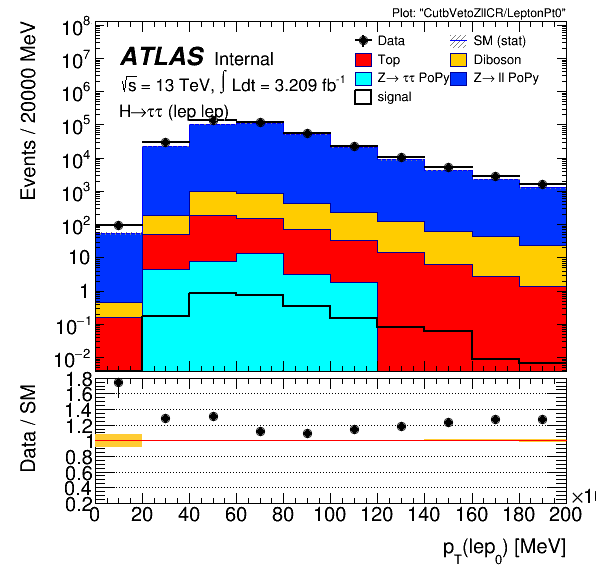 Plot: "CutbVetoZllCR/LeptonPt0"
10^8
10^7
10^6
10^5
10^4
10^3
10^2
10
1
10^−1
10^−2
Events / 20000 MeV
ATLAS Internal
√s = 13 TeV, ∫ Ldt = 3.209 fb^-1
H→ττ (lep lep)
Data
SM (stat)
Top
Diboson
Z→ ττ PoPy
Z→ ll PoPy
signal
1.8
1.6
1.4
1.2
1
0.8
0.6
0.4
0.2
Data / SM
0 20 40 60 80 100 120 140 160 180 200
×10
p_T(lep_0) [MeV]